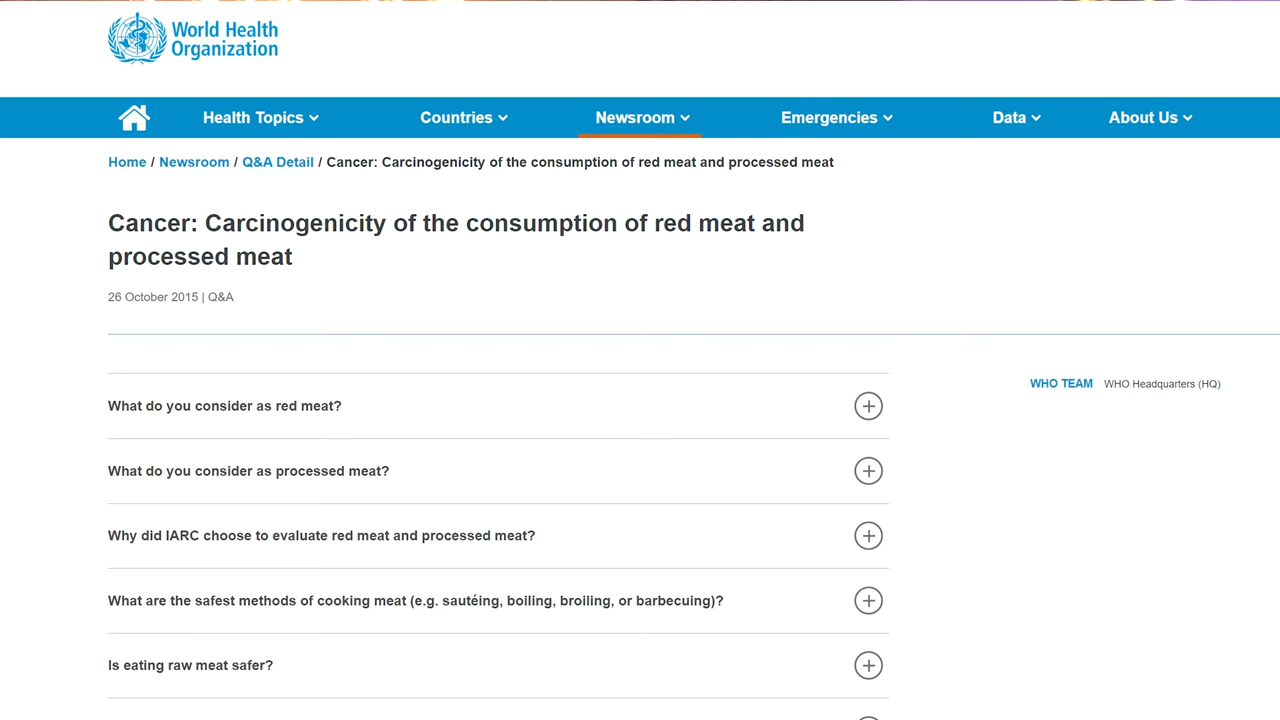 World Health
Organization
Health Topics
Countries
Newsroom
Emergencies
Data
About Us
Home / Newsroom / Q&A Detail / Cancer: Carcinogenicity of the consumption of red meat and processed meat
Cancer: Carcinogenicity of the consumption of red meat and
processed meat
26 October 2015 | Q&A
WHO TEAM WHO Headquarters (HQ)
What do you consider as red meat?
What do you consider as processed meat?
Why did IARC choose to evaluate red meat and processed meat?
What are the safest methods of cooking meat (e.g. sautéing, boiling, broiling, or barbecuing)?
Is eating raw meat safer?